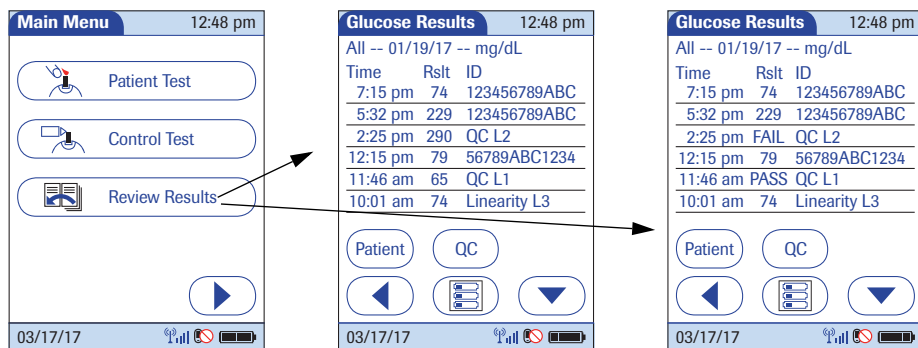 Main Menu 12:48 pm
Patient Test
Control Test
Review Results
03/17/17
Glucose Results 12:48 pm
All -- 01/19/17 -- mg/dL
Time Rslt ID
7:15 pm 74 123456789ABC
5:32 pm 229 123456789ABC
2:25 pm 290 QC L2
12:15 pm 79 56789ABC1234
11:46 am 65 QC L1
10:01 am 74 Linearity L3
Patient QC
03/17/17
Glucose Results 12:48 pm
All -- 01/19/17 -- mg/dL
Time Rslt ID
7:15 pm 74 123456789ABC
5:32 pm 229 123456789ABC
2:25 pm FAIL QC L2
12:15 pm 79 56789ABC1234
11:46 am PASS QC L1
10:01 am 74 Linearity L3
Patient QC
03/17/17